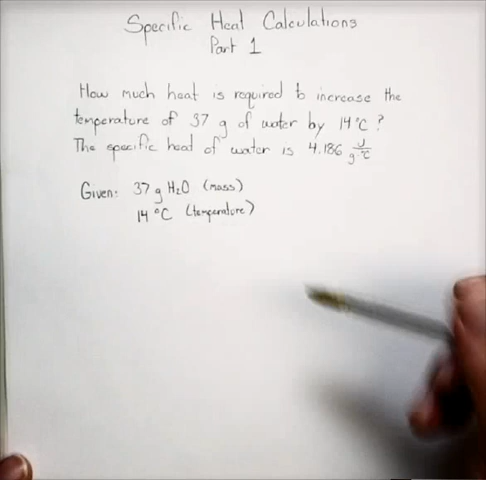 Specific Heat Calculations
Part 1
How much heat is required to increase the
temperature of 37 g of water by 14°C?
The specific head of water is 4.186 J/g·°C
Given: 37 g H₂O (mass)
14 °C (temperature)